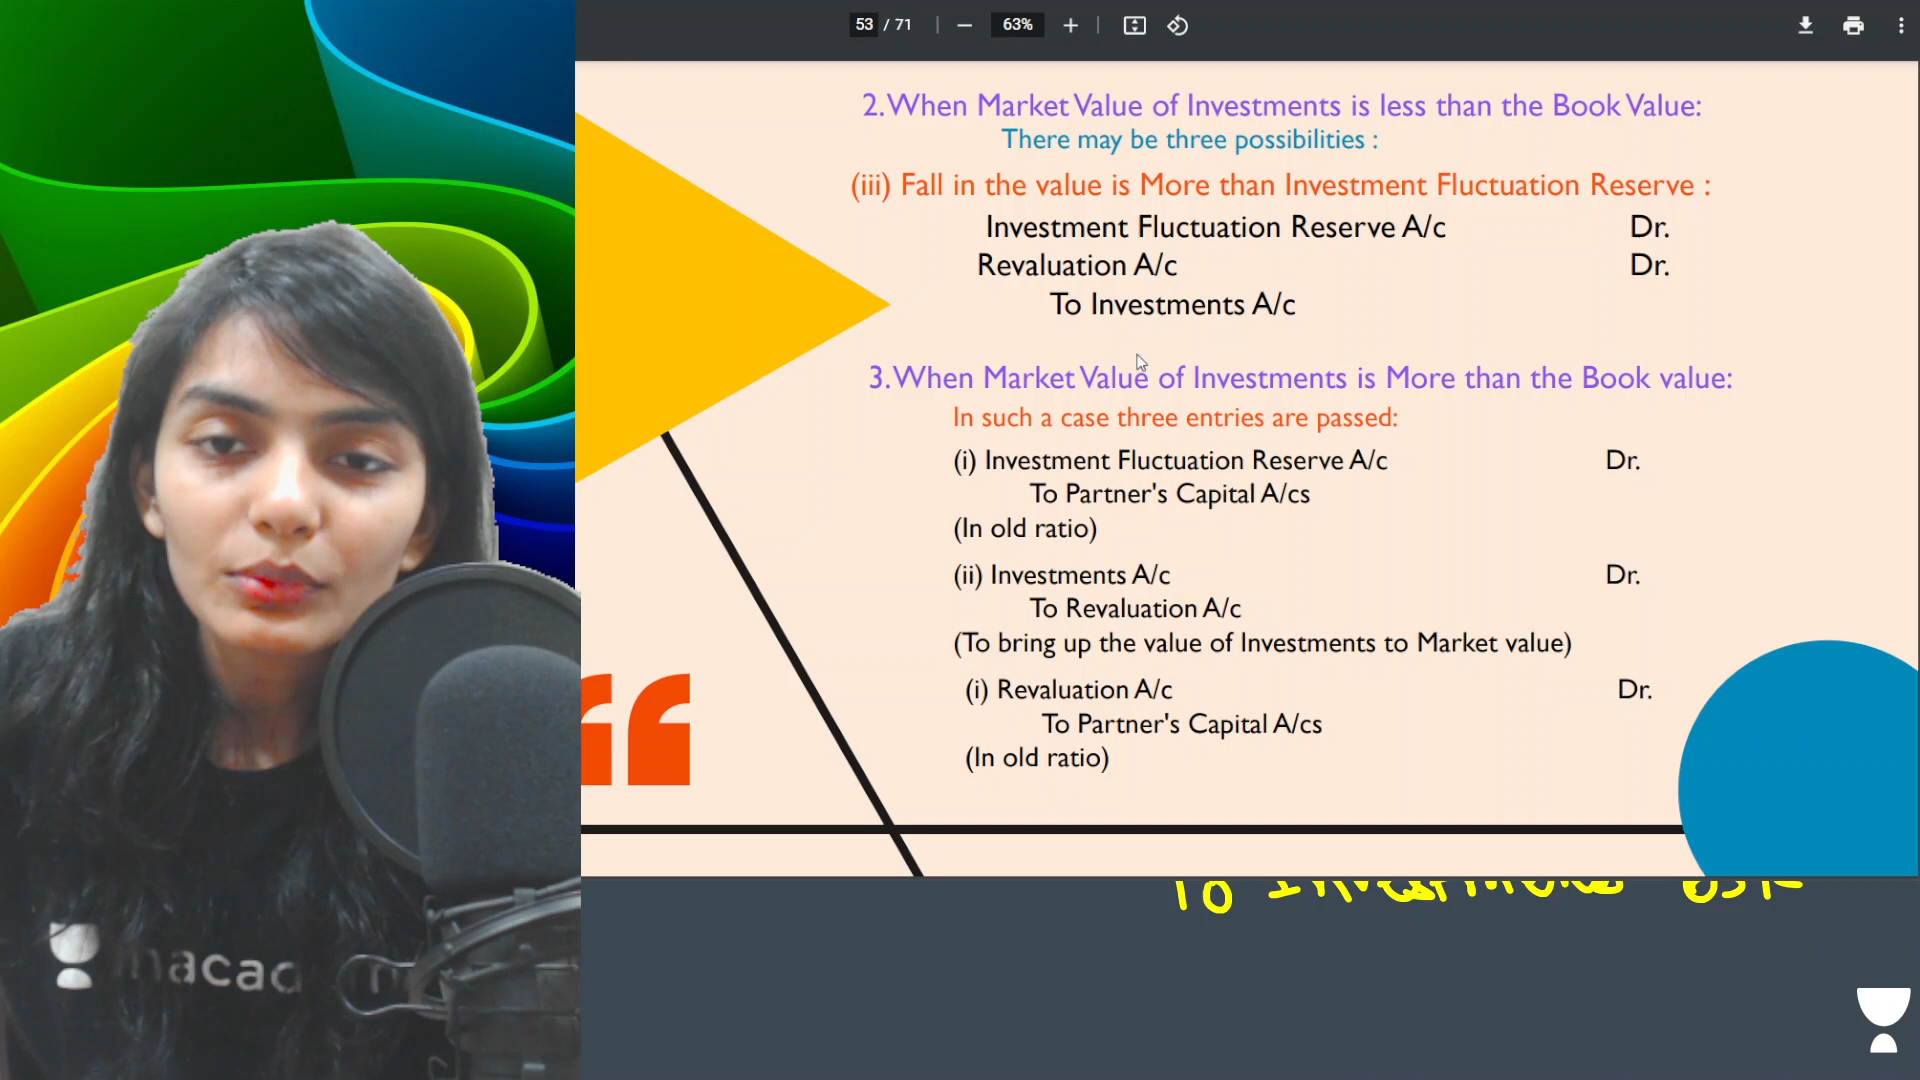 53 / 71
63%
2. When Market Value of Investments is less than the Book Value:
There may be three possibilities :
(iii) Fall in the value is More than Investment Fluctuation Reserve :
Investment Fluctuation Reserve A/c Dr.
Revaluation A/c Dr.
To Investments A/c
3. When Market Value of Investments is More than the Book value:
In such a case three entries are passed:
(i) Investment Fluctuation Reserve A/c Dr.
To Partner's Capital A/cs
(In old ratio)
(ii) Investments A/c Dr.
To Revaluation A/c
(To bring up the value of Investments to Market value)
(i) Revaluation A/c Dr.
To Partner's Capital A/cs
(In old ratio)
To